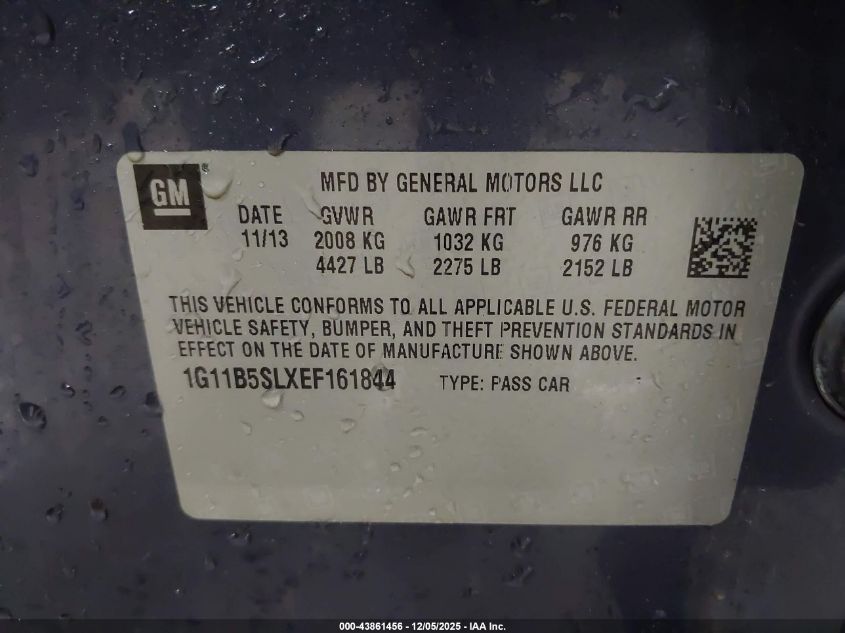 GM
MFD BY GENERAL MOTORS LLC
DATE GVWR GAWR FRT GAWR RR
11/13 2008 KG 1032 KG 976 KG
4427 LB 2275 LB 2152 LB
THIS VEHICLE CONFORMS TO ALL APPLICABLE U.S. FEDERAL MOTOR
VEHICLE SAFETY, BUMPER, AND THEFT PREVENTION STANDARDS IN
EFFECT ON THE DATE OF MANUFACTURE SHOWN ABOVE.
1G11B5SLXEF161844 TYPE: PASS CAR
000-43861456 - 12/05/2025 - IAA Inc.